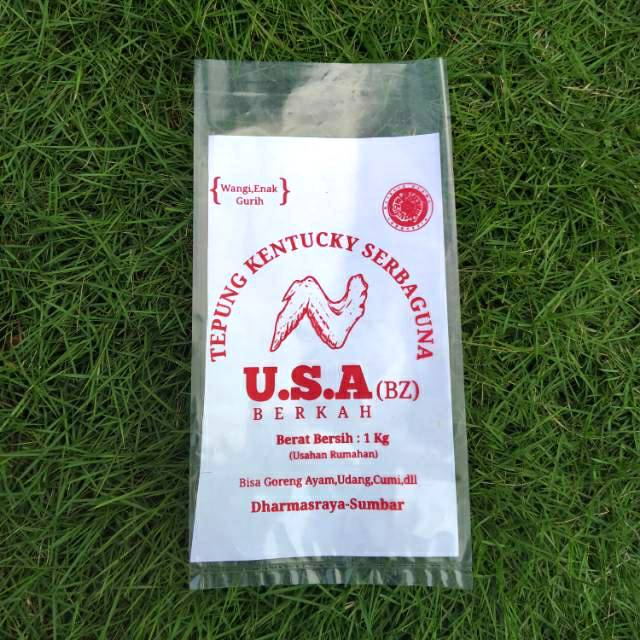 {Wangi,Enak
Gurih}
TEPUNG KENTUCKY SERBAGUNA
U.S.A (BZ)
BERKAH
Berat Bersih : 1 Kg
(Usahan Rumahan)
Bisa Goreng Ayam,Udang,Cumi,dll
Dharmasraya-Sumbar